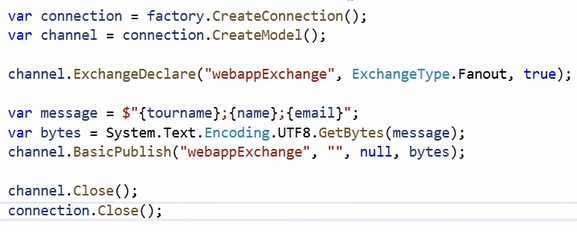 var connection = factory.CreateConnection();
var channel = connection.CreateModel();
channel.ExchangeDeclare("webappExchange", ExchangeType.Fanout, true);
var message = $"{tourname};{name};{email}";
var bytes = System.Text.Encoding.UTF8.GetBytes(message);
channel.BasicPublish("webappExchange", "", null, bytes);
channel.Close();
connection.Close();